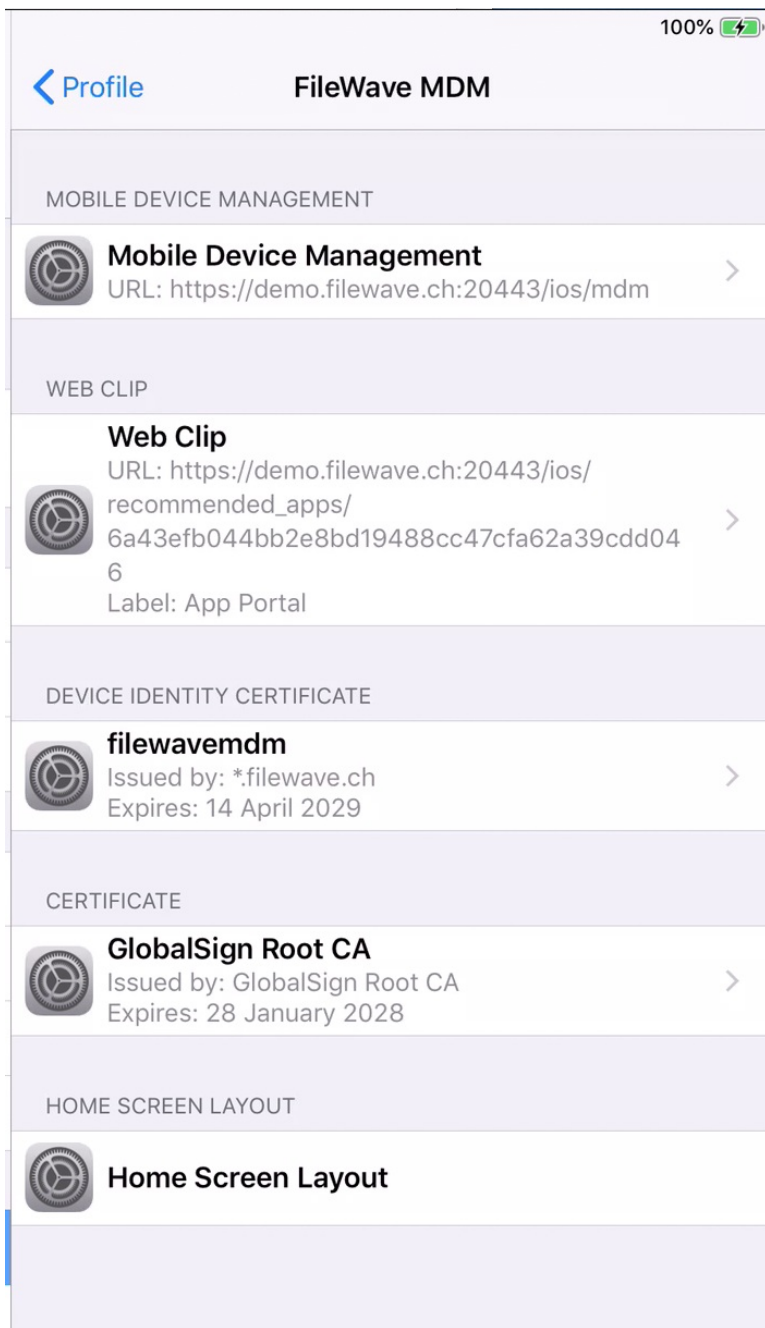 100%
Profile
FileWave MDM
MOBILE DEVICE MANAGEMENT
Mobile Device Management
URL: https://demo.filewave.ch:20443/ios/mdm
WEB CLIP
Web Clip
URL: https://demo.filewave.ch:20443/ios/
recommended_apps/
6a43efb044bb2e8bd19488cc47cfa62a39cdd04
6
Label: App Portal
DEVICE IDENTITY CERTIFICATE
filewavemdm
Issued by: *.filewave.ch
Expires: 14 April 2029
CERTIFICATE
GlobalSign Root CA
Issued by: GlobalSign Root CA
Expires: 28 January 2028
HOME SCREEN LAYOUT
Home Screen Layout